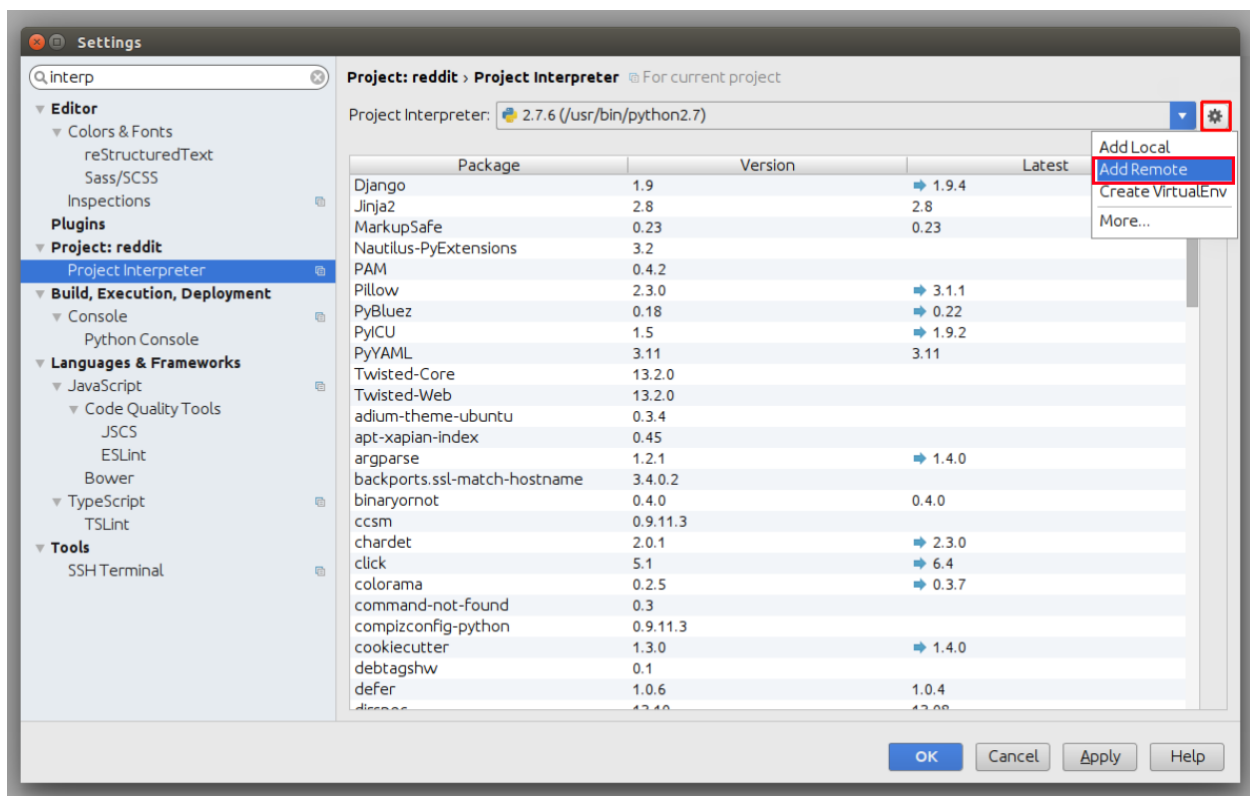 Settings
interp
Editor
Colors & Fonts
reStructuredText
Sass/SCSS
Inspections
Plugins
Project: reddit
Project Interpreter
Build, Execution, Deployment
Console
Python Console
Languages & Frameworks
JavaScript
Code Quality Tools
JSCS
ESLint
Bower
TypeScript
TSLint
Tools
SSH Terminal
Project: reddit › Project Interpreter For current project
Project Interpreter: 2.7.6 (/usr/bin/python2.7)
Add Local
Add Remote
Create VirtualEnv
More...
Package Version Latest
Django 1.9 1.9.4
Jinja2 2.8 2.8
MarkupSafe 0.23 0.23
Nautilus-PyExtensions 3.2
PAM 0.4.2
Pillow 2.3.0 3.1.1
PyBluez 0.18 0.22
PyICU 1.5 1.9.2
PyYAML 3.11 3.11
Twisted-Core 13.2.0
Twisted-Web 13.2.0
adium-theme-ubuntu 0.3.4
apt-xapian-index 0.45
argparse 1.2.1 1.4.0
backports.ssl-match-hostname 3.4.0.2
binaryornot 0.4.0 0.4.0
ccsm 0.9.11.3
chardet 2.0.1 2.3.0
click 5.1 6.4
colorama 0.2.5 0.3.7
command-not-found 0.3
compizconfig-python 0.9.11.3
cookiecutter 1.3.0 1.4.0
debtagshw 0.1
defer 1.0.6 1.0.4
OK Cancel Apply Help